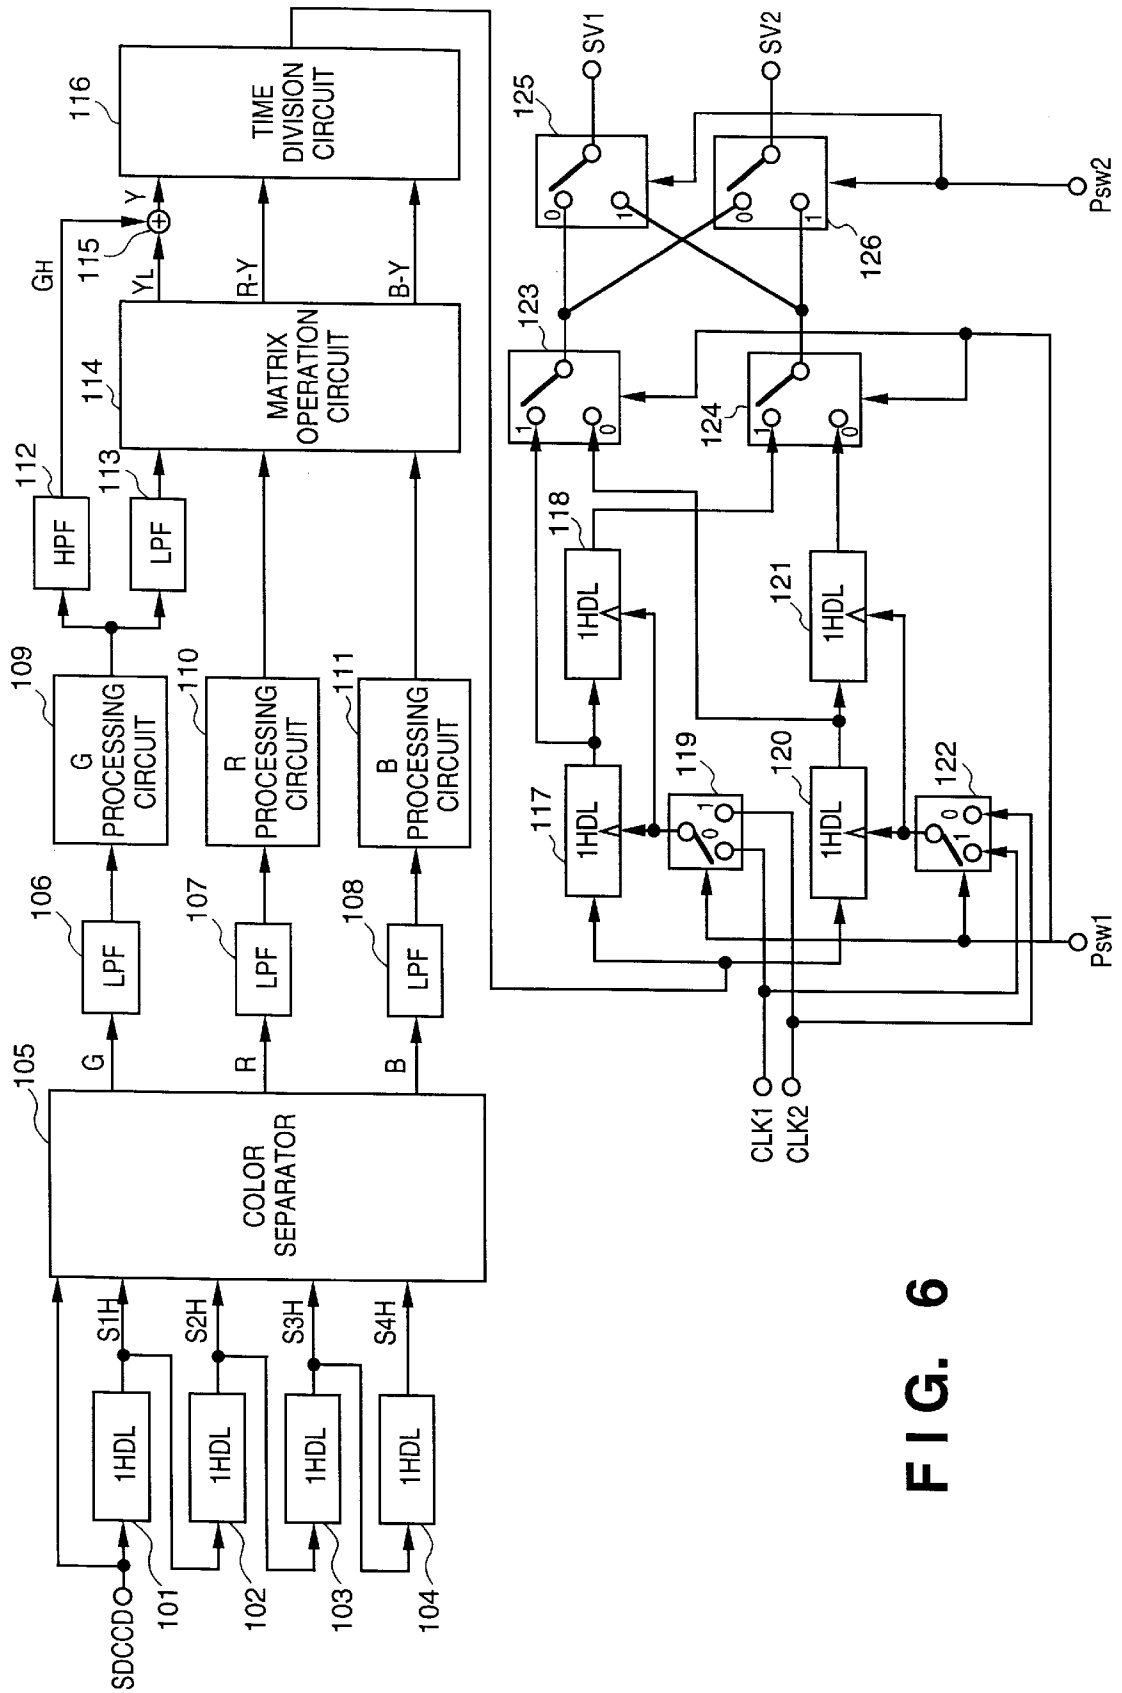 SDCCD
101
1HDL
S1H
102
1HDL
S2H
103
1HDL
S3H
104
1HDL
S4H
105
COLOR
SEPARATOR
G
R
B
106
LPF
107
LPF
108
LPF
109
G
PROCESSING
CIRCUIT
110
R
PROCESSING
CIRCUIT
111
B
PROCESSING
CIRCUIT
112
HPF
113
LPF
GH
114
MATRIX
OPERATION
CIRCUIT
YL
115
+
Y
R-Y
B-Y
116
TIME
DIVISION
CIRCUIT
CLK1
CLK2
117
1HDL
118
1HDL
119
0
1
120
1HDL
121
1HDL
122
1
0
Psw1
123
1
0
124
1
0
125
0
1
SV1
126
0
1
SV2
Psw2
FIG. 6